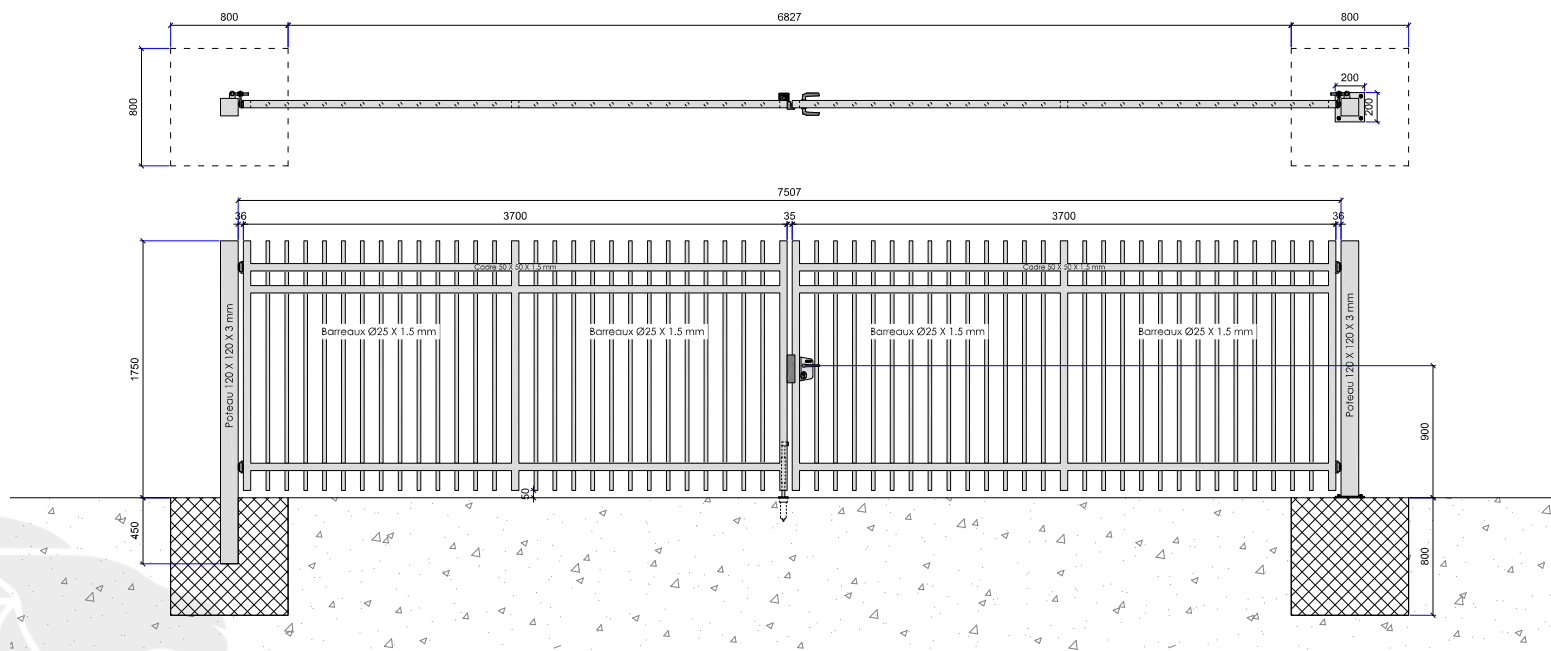 800
6827
800
800
200
200
7507
36
3700
35
3700
36
Cadre 50 X 50 X 1.5 mm
Cadre 50 X 50 X 1.5 mm
Barreaux Ø25 X 1.5 mm
Barreaux Ø25 X 1.5 mm
Barreaux Ø25 X 1.5 mm
Barreaux Ø25 X 1.5 mm
1750
Poteau 120 X 120 X 3 mm
Poteau 120 X 120 X 3 mm
900
50
450
800